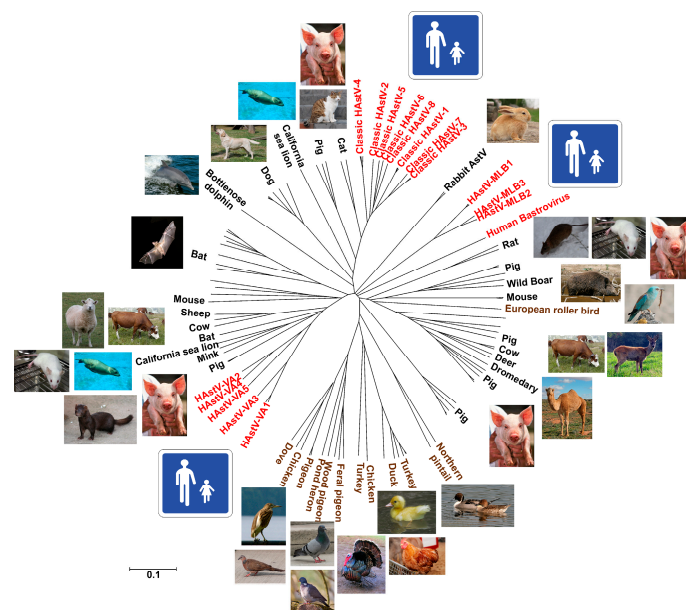 Classic HAstV-4
Classic HAstV-2
Classic HAstV-5
Classic HAstV-6
Classic HAstV-8
Classic HAstV-1
Classic HAstV-7
Classic HAstV-3
Rabbit AstV
HAstV-MLB1
HAstV-MLB3
HAstV-MLB2
Human Bastrovirus
Rat
Pig
Wild Boar
Mouse
European roller bird
Pig
Cow
Deer
Dromedary
Pig
Pig
Northern
pintail
Turkey
Duck
Chicken
Turkey
Feral pigeon
Wood pigeon
Pond heron
Pigeon
Chicken
Dove
HAstV-VA1
HAstV-VA3
HAstV-VA5
HAstV-VA4
HAstV-VA2
Pig
Mink
California sea lion
Bat
Cow
Sheep
Mouse
Bat
Bottlenose
dolphin
Dog
California
sea lion
Pig
Cat
0.1